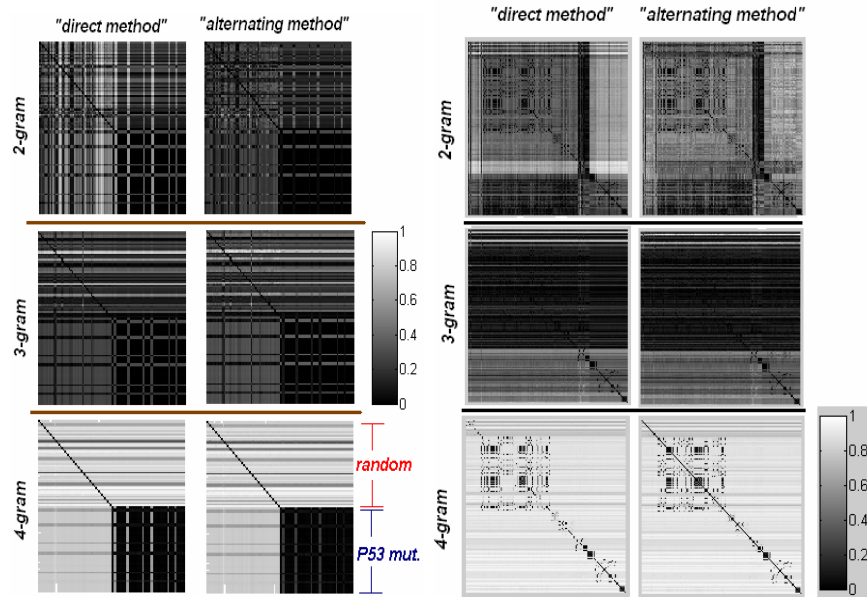 "direct method" "alternating method"
2-gram
3-gram
1
0.8
0.6
0.4
0.2
0
4-gram
random
P53 mut.
"direct method" "alternating method"
2-gram
3-gram
4-gram
1
0.8
0.6
0.4
0.2
0